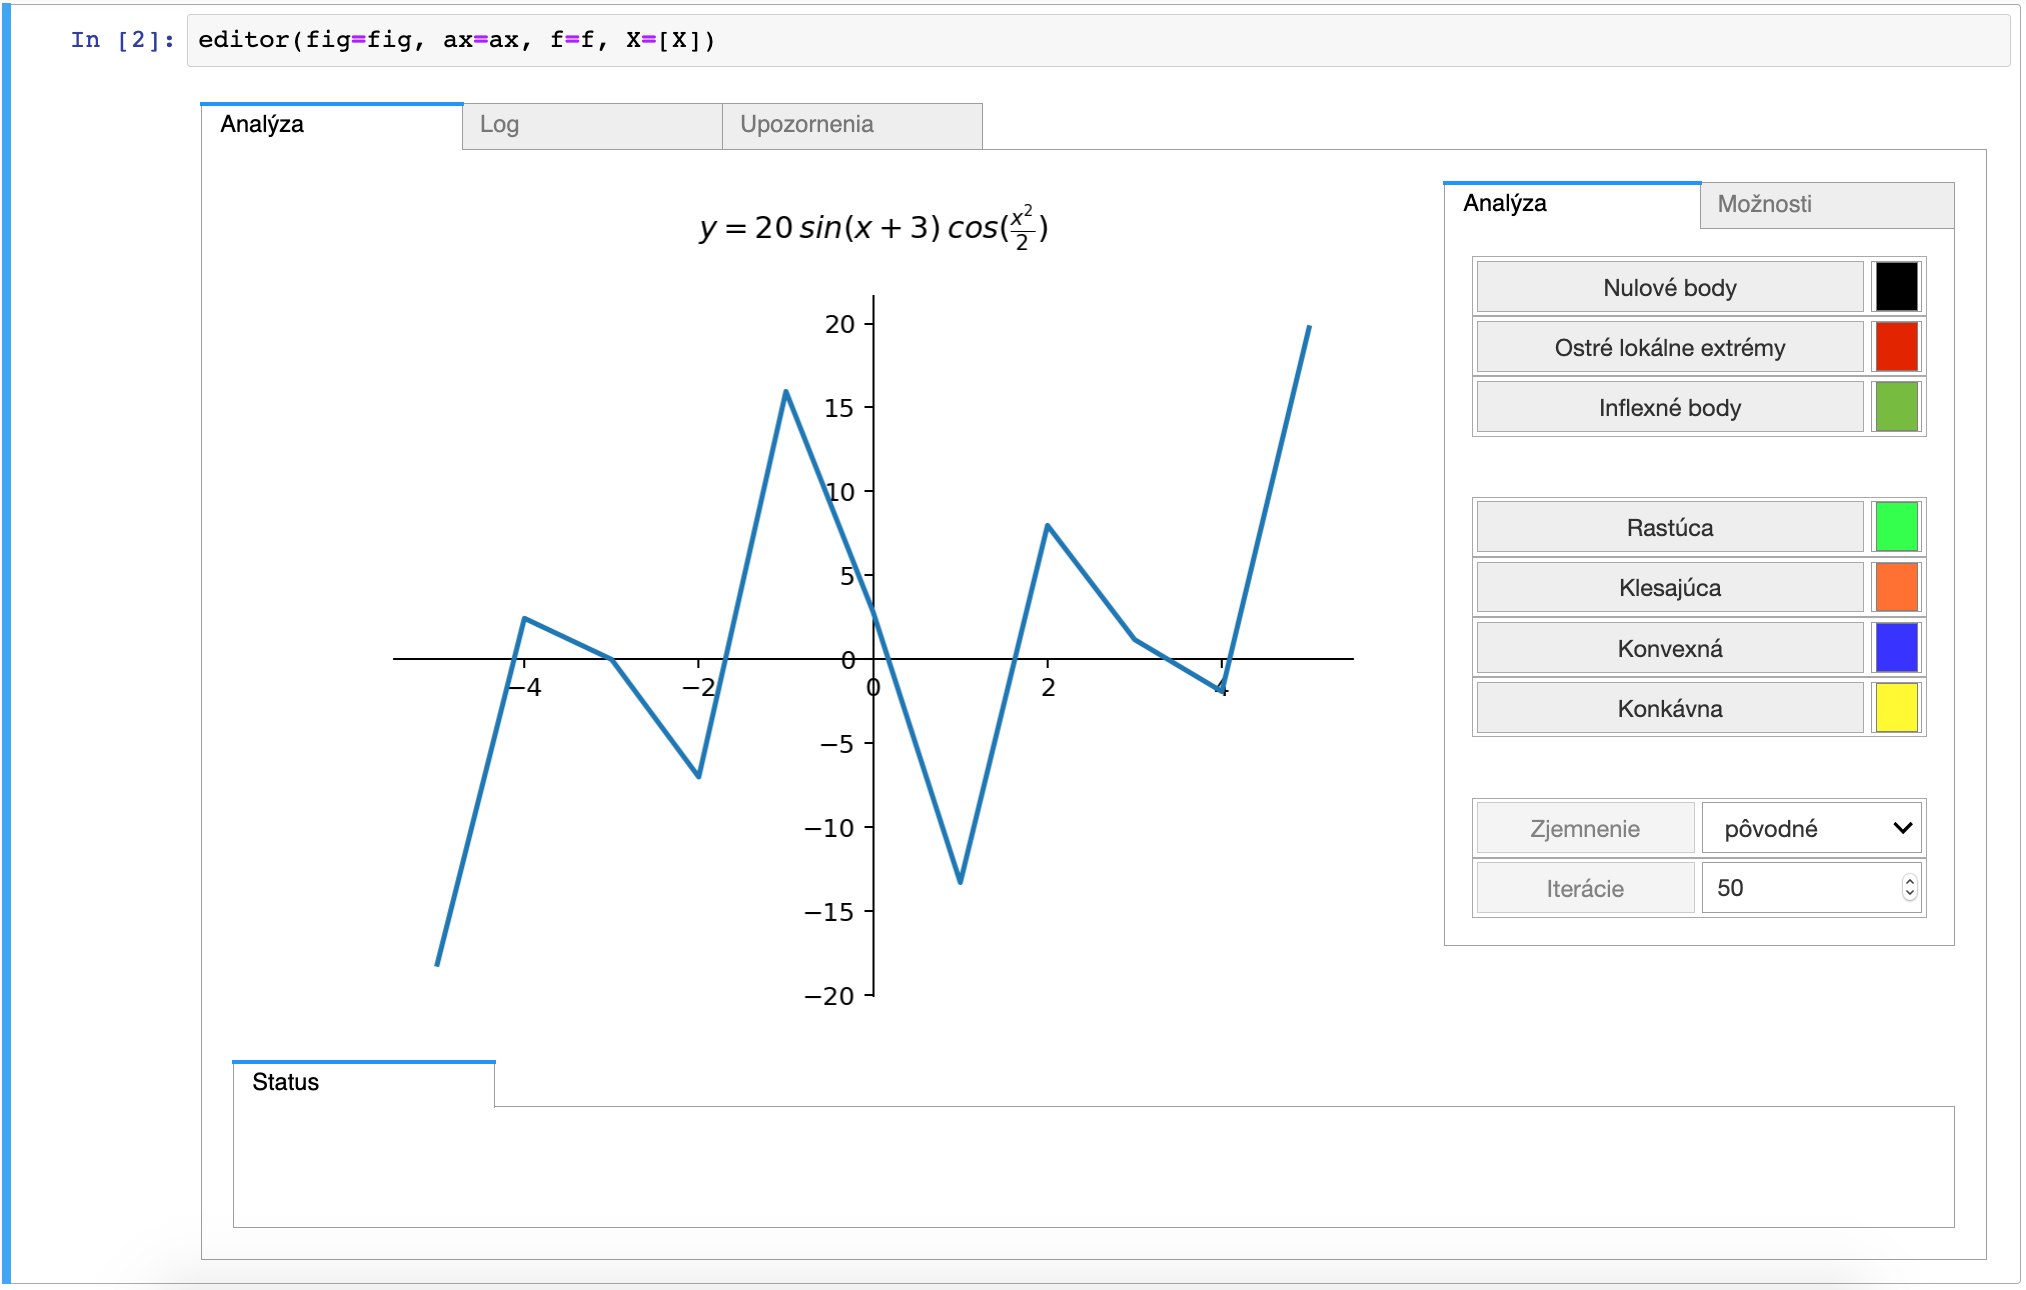 In [2]: editor(fig=fig, ax=ax, f=f, X=[X])
Analýza Log Upozornenia
Analýza Možnosti
y = 20 sin(x + 3) cos(x²/2)
Nulové body
Ostré lokálne extrémy
Inflexné body
Rastúca
Klesajúca
Konvexná
Konkávna
Zjemnenie pôvodné
Iterácie 50
20
15
10
5
0
−4 −2 0 2 4
−5
−10
−15
−20
Status